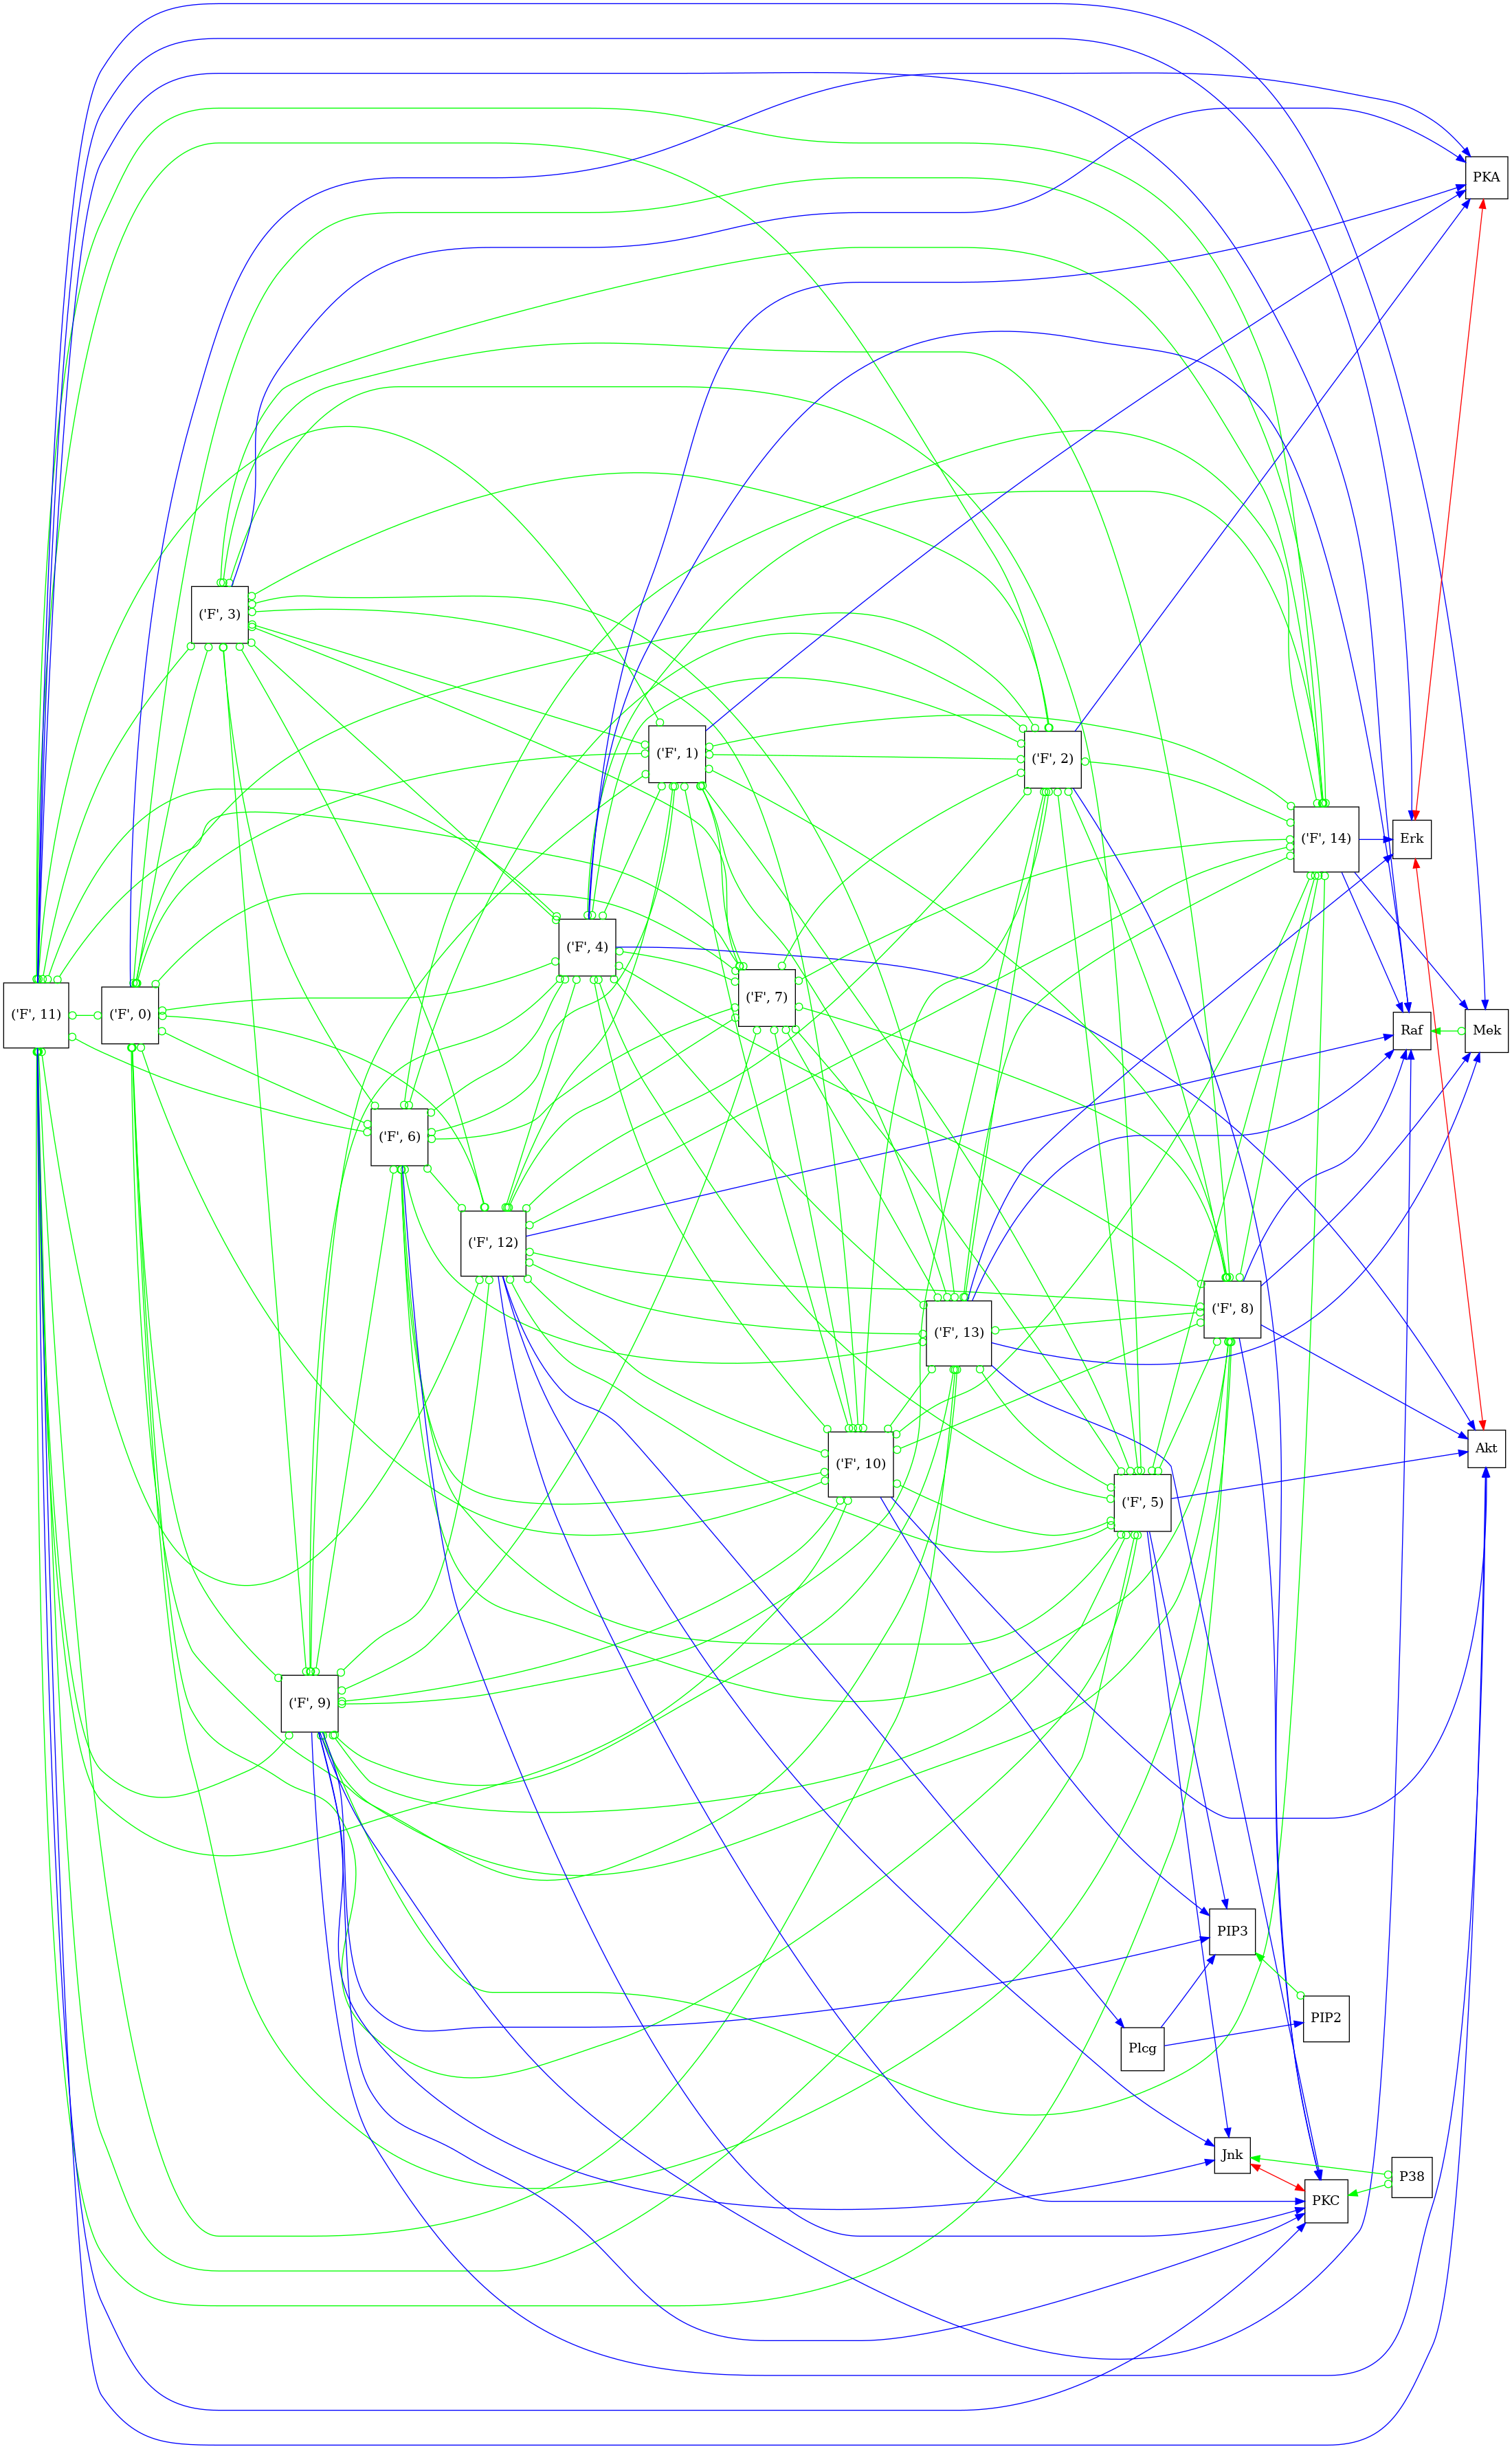 PKA
('F', 3)
('F', 1)
('F', 2)
('F', 14)
Erk
('F', 4)
('F', 7)
('F', 11)
('F', 0)
Raf
Mek
('F', 6)
('F', 12)
('F', 8)
('F', 13)
Akt
('F', 10)
('F', 5)
('F', 9)
PIP3
PIP2
Plcg
Jnk
P38
PKC